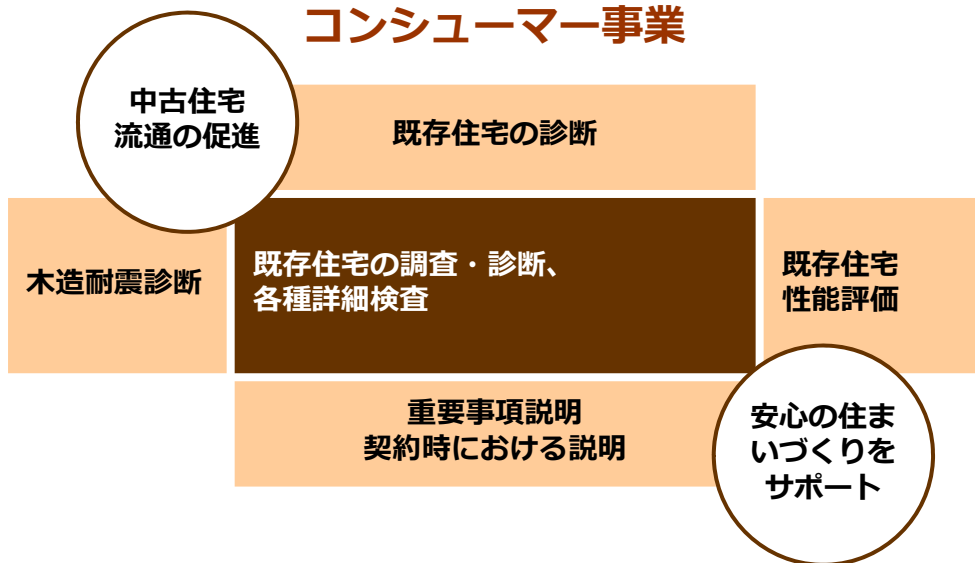 コンシューマー事業
中古住宅
流通の促進
既存住宅の診断
木造耐震診断
既存住宅の調査・診断、
各種詳細検査
既存住宅
性能評価
重要事項説明
契約時における説明
安心の住ま
いづくりを
サポート